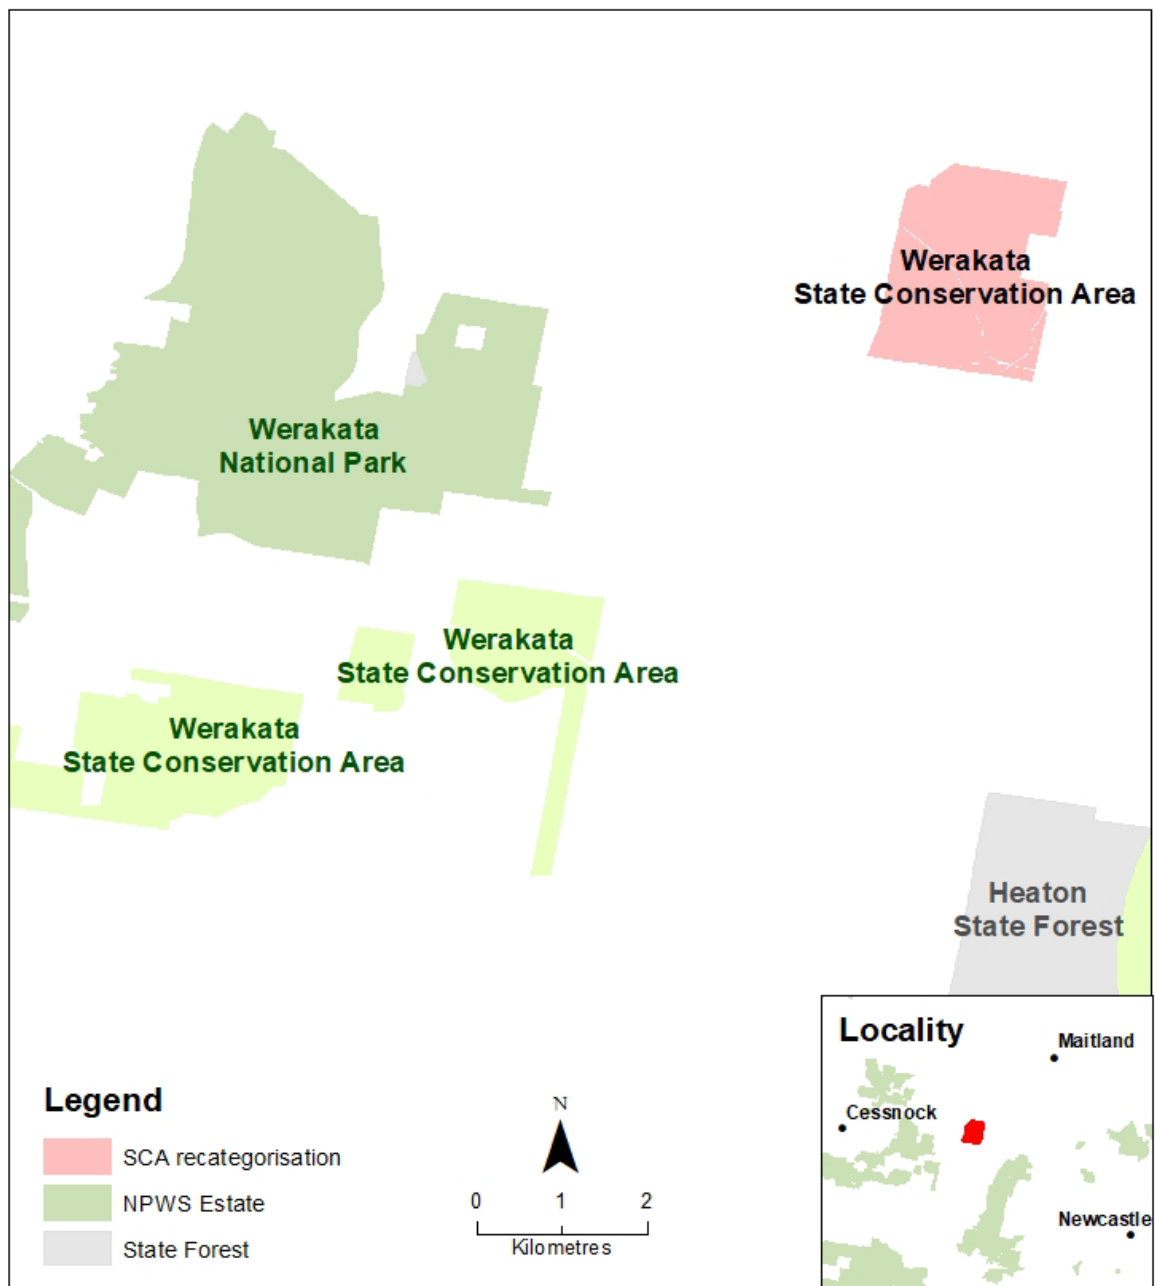 Werakata
State Conservation Area
Werakata
National Park
Werakata
State Conservation Area
Werakata
State Conservation Area
Heaton
State Forest
Locality
Maitland
Cessnock
Newcastle
Legend
SCA recategorisation
NPWS Estate
State Forest
N
0 1 2
Kilometres